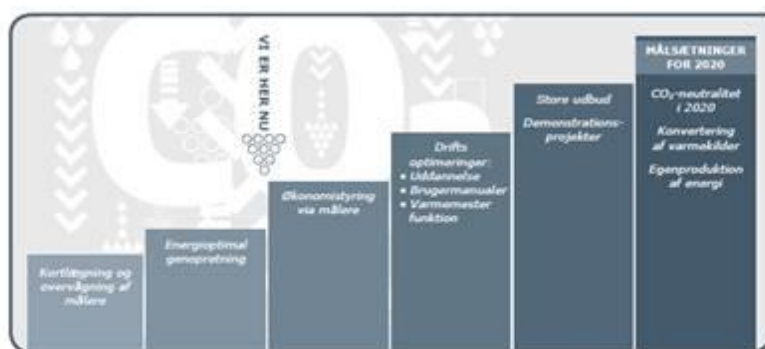 VI ER HER NU
Kortlægning og
overvågning af
målere
Energioptimal
genopretning
Økonomistyring
via målere
Drifts
optimeringer:
• Uddannelse
• Brugermanualer
• Varmemester
funktion
Store udbud
Demonstrations-
projekter
MÅLSÆTNINGER
FOR 2020
CO₂-neutralitet
i 2020
Konvertering
af varmekilder
Egenproduktion
af energi